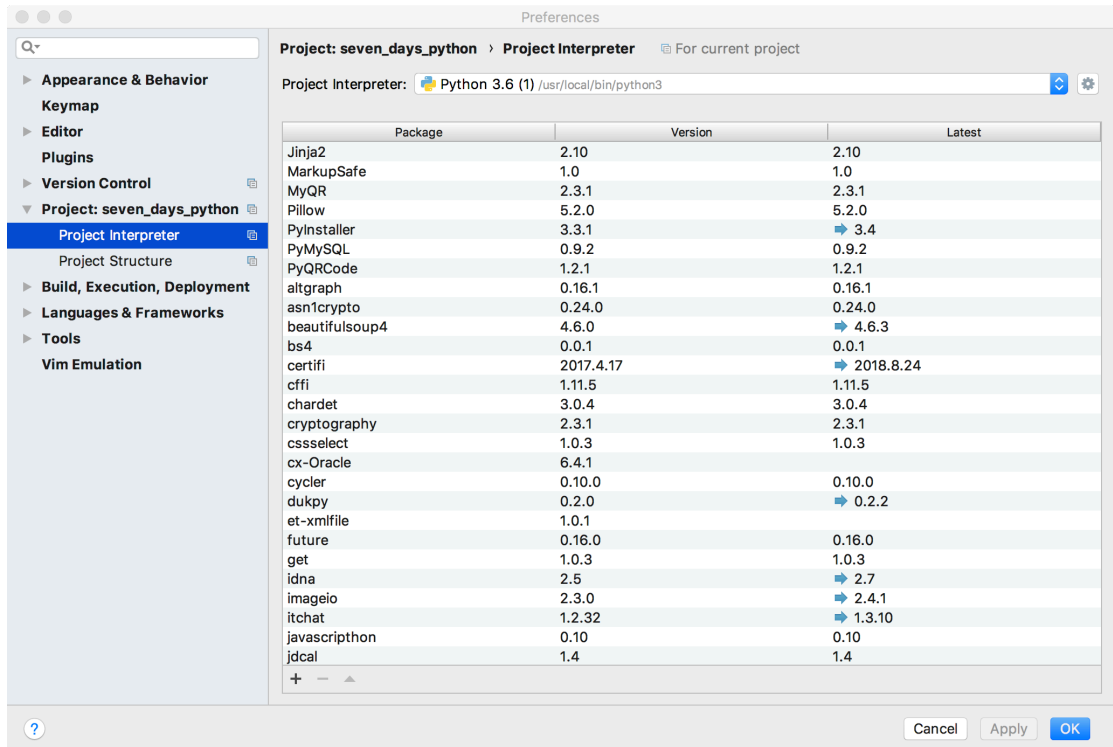 Preferences
Project: seven_days_python › Project Interpreter For current project
Project Interpreter: Python 3.6 (1) /usr/local/bin/python3
Appearance & Behavior
Keymap
Editor
Plugins
Version Control
Project: seven_days_python
Project Interpreter
Project Structure
Build, Execution, Deployment
Languages & Frameworks
Tools
Vim Emulation
Package Version Latest
Jinja2 2.10 2.10
MarkupSafe 1.0 1.0
MyQR 2.3.1 2.3.1
Pillow 5.2.0 5.2.0
PyInstaller 3.3.1 3.4
PyMySQL 0.9.2 0.9.2
PyQRCode 1.2.1 1.2.1
altgraph 0.16.1 0.16.1
asn1crypto 0.24.0 0.24.0
beautifulsoup4 4.6.0 4.6.3
bs4 0.0.1 0.0.1
certifi 2017.4.17 2018.8.24
cffi 1.11.5 1.11.5
chardet 3.0.4 3.0.4
cryptography 2.3.1 2.3.1
cssselect 1.0.3 1.0.3
cx-Oracle 6.4.1
cycler 0.10.0 0.10.0
dukpy 0.2.0 0.2.2
et-xmlfile 1.0.1
future 0.16.0 0.16.0
get 1.0.3 1.0.3
idna 2.5 2.7
imageio 2.3.0 2.4.1
itchat 1.2.32 1.3.10
javascripthon 0.10 0.10
jdcal 1.4 1.4
? Cancel Apply OK